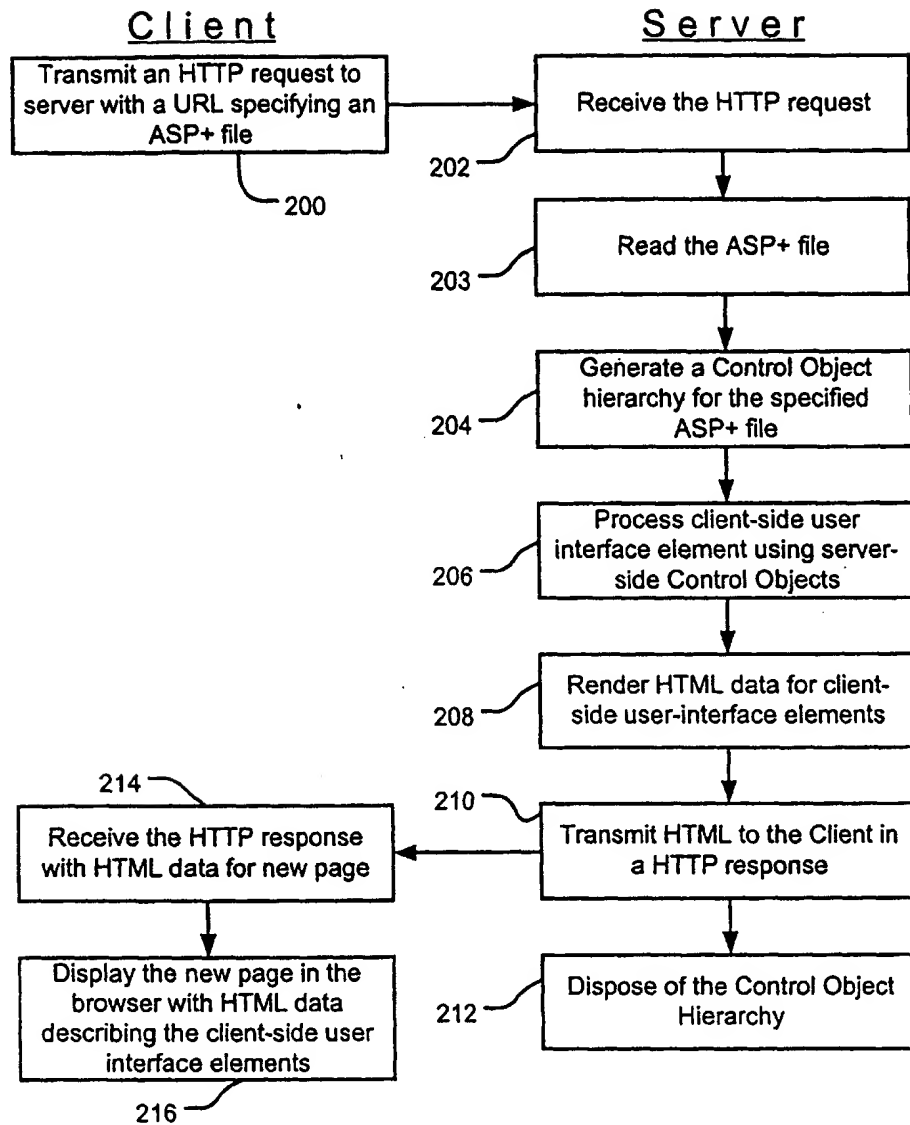 Client
Server
Transmit an HTTP request to
server with a URL specifying an
ASP+ file
200
Receive the HTTP request
202
Read the ASP+ file
203
Generate a Control Object
hierarchy for the specified
ASP+ file
204
Process client-side user
interface element using server-
side Control Objects
206
Render HTML data for client-
side user-interface elements
208
210
Transmit HTML to the Client in
a HTTP response
214
Receive the HTTP response
with HTML data for new page
Dispose of the Control Object
Hierarchy
212
Display the new page in the
browser with HTML data
describing the client-side user
interface elements
216